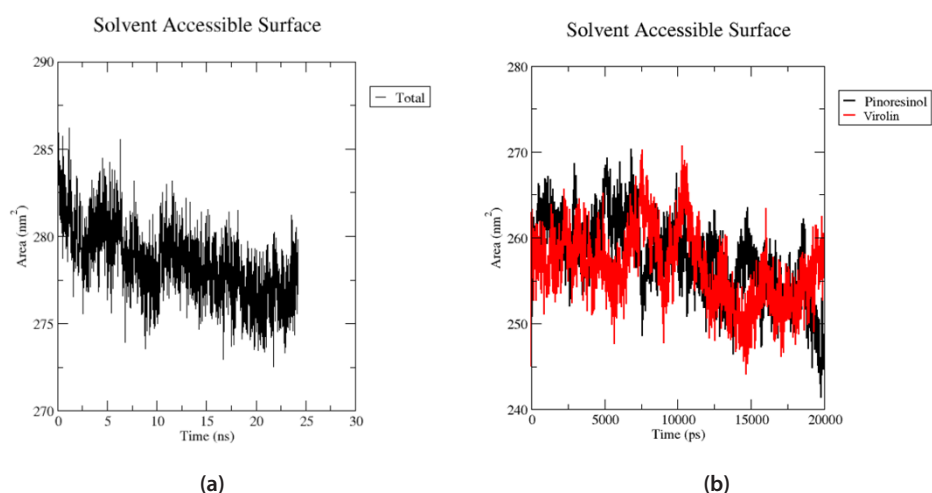 Solvent Accessible Surface
290
285
280
275
270
Area (nm²)
0 5 10 15 20 25 30
Time (ns)
Total
(a)
Solvent Accessible Surface
280
270
260
250
240
Area (nm²)
0 5000 10000 15000 20000
Time (ps)
Pinoresinol
Virolin
(b)